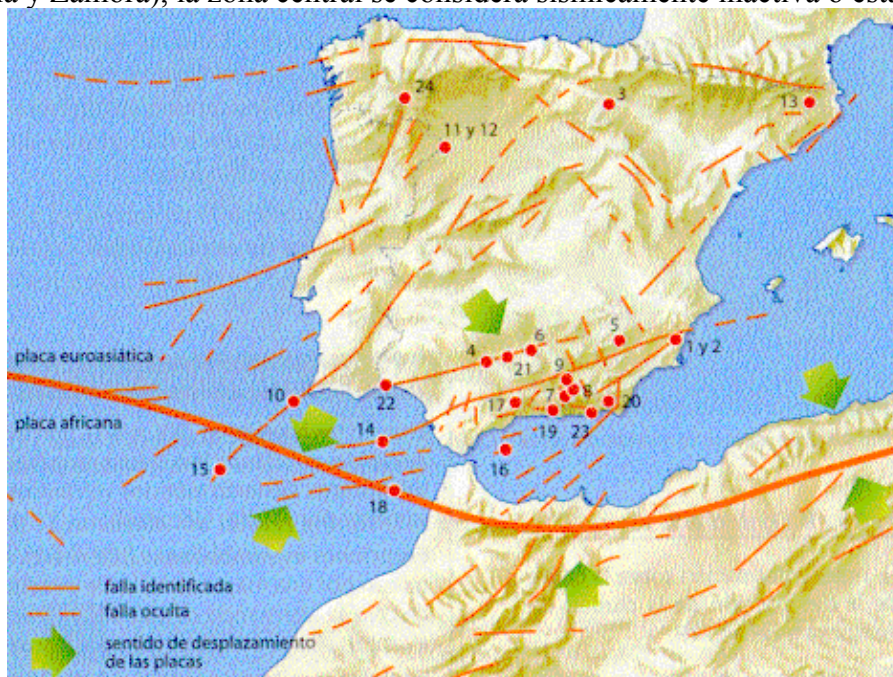 y Zamora), la zona central se considera sísmicamente inactiva o
24
3
13
11 y 12
placa euroasiática
4
6
21
5
1 y 2
9
10
22
7
8
17
20
placa africana
19
23
14
16
15
18
falla identificada
falla oculta
sentido de desplazamiento
de las placas